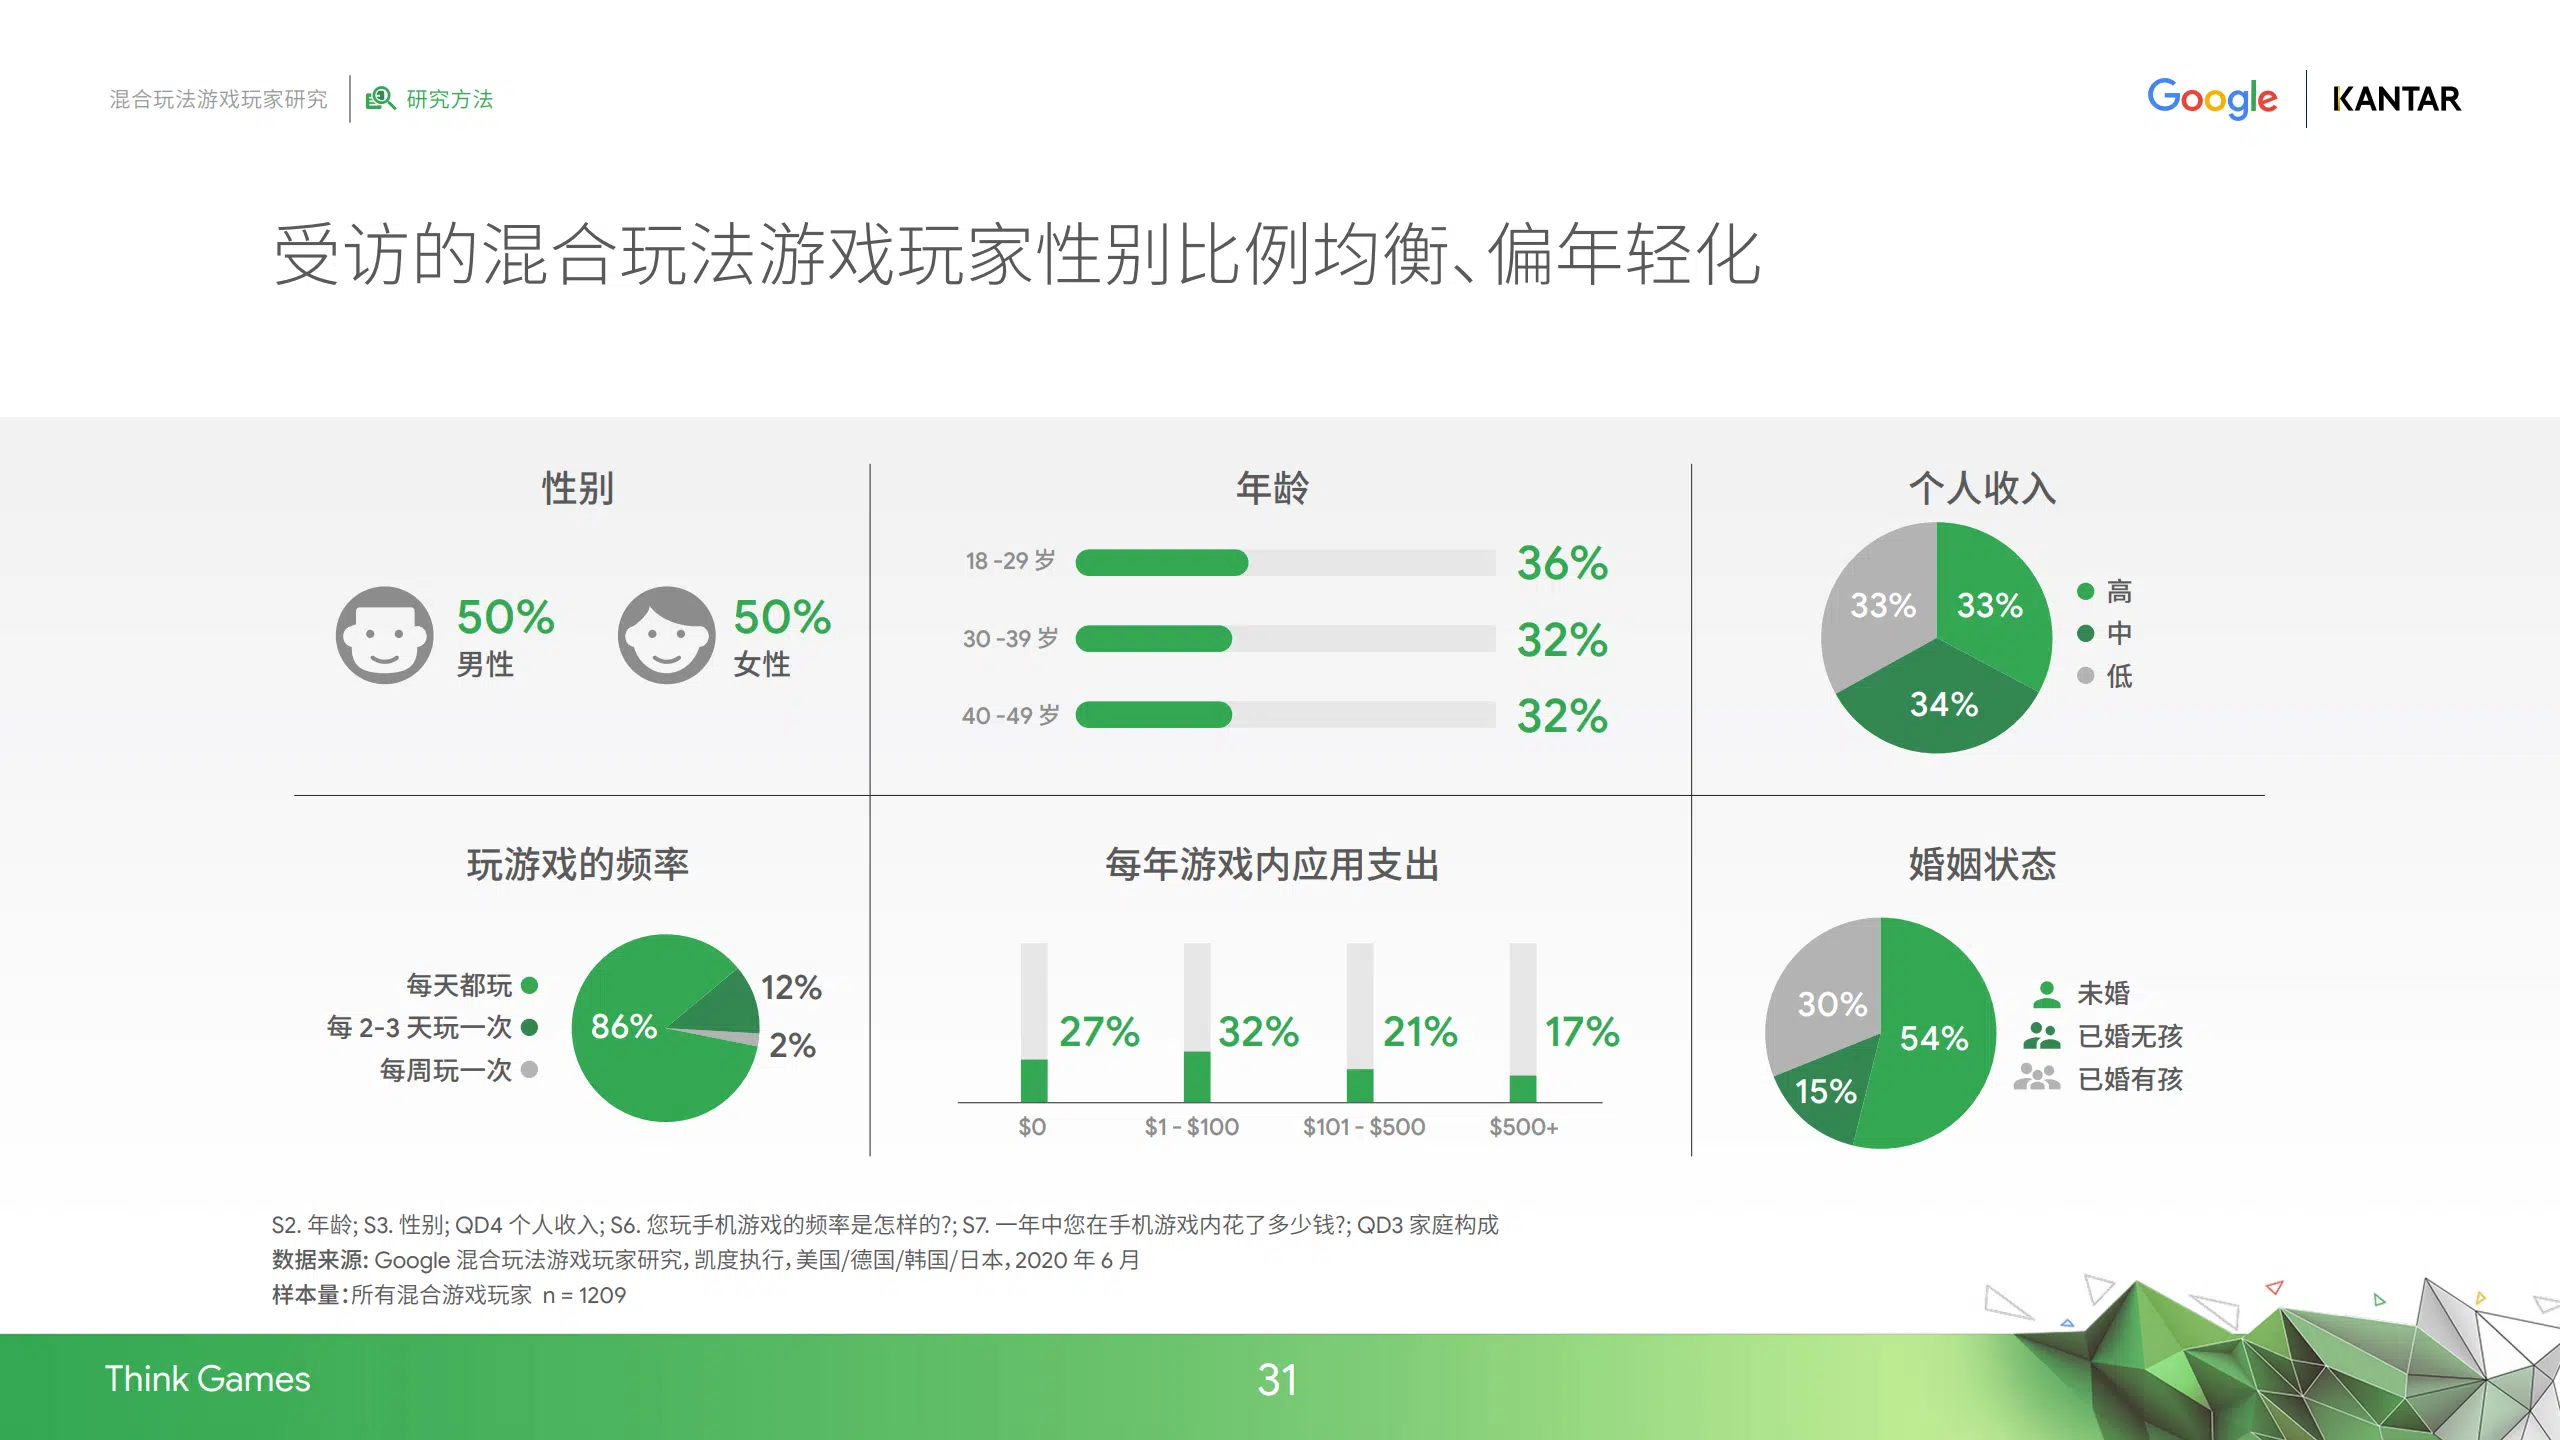 混合玩法游戏玩家研究
研究方法
Google
KANTAR
受访的混合玩法游戏玩家性别比例均衡、偏年轻化
性别
50%
男性
50%
女性
年龄
18 -29 岁
36%
30 -39 岁
32%
40 -49 岁
32%
个人收入
33%
33%
34%
高
中
低
玩游戏的频率
每天都玩
每 2-3 天玩一次
每周玩一次
86%
12%
2%
每年游戏内应用支出
27%
32%
21%
17%
$0
$1 - $100
$101 - $500
$500+
婚姻状态
30%
54%
15%
未婚
已婚无孩
已婚有孩
S2. 年龄; S3. 性别; QD4 个人收入; S6. 您玩手机游戏的频率是怎样的?; S7. 一年中您在手机游戏内花了多少钱?; QD3 家庭构成
数据来源: Google 混合玩法游戏玩家研究, 凯度执行, 美国/德国/韩国/日本, 2020 年 6 月
样本量:所有混合游戏玩家 n = 1209
Think Games
31